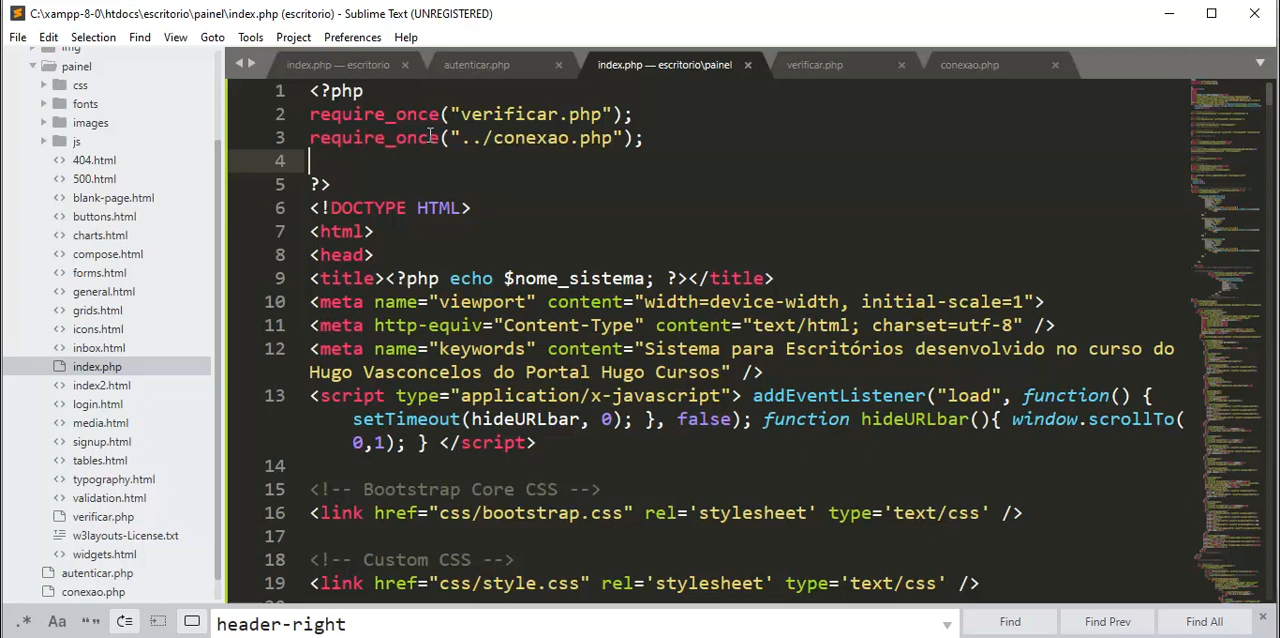 C:\xampp-8-0\htdocs\escritorio\painel\index.php (escritorio) - Sublime Text (UNREGISTERED)
File Edit Selection Find View Goto Tools Project Preferences Help
img
painel
css
fonts
images
js
404.html
500.html
blank-page.html
buttons.html
charts.html
compose.html
forms.html
general.html
grids.html
icons.html
inbox.html
index.php
index2.html
login.html
media.html
signup.html
tables.html
typography.html
validation.html
verificar.php
w3layouts-License.txt
widgets.html
autenticar.php
conexao.php
index.php — escritorio × autenticar.php × index.php — escritorio\painel × verificar.php × conexao.php ×
1 <?php
2 require_once("verificar.php");
3 require_once("../conexao.php");
4
5 ?>
6 <!DOCTYPE HTML>
7 <html>
8 <head>
9 <title><?php echo $nome_sistema; ?></title>
10 <meta name="viewport" content="width=device-width, initial-scale=1">
11 <meta http-equiv="Content-Type" content="text/html; charset=utf-8" />
12 <meta name="keywords" content="Sistema para Escritórios desenvolvido no curso do
Hugo Vasconcelos do Portal Hugo Cursos" />
13 <script type="application/x-javascript"> addEventListener("load", function() {
setTimeout(hideURLbar, 0); }, false); function hideURLbar(){ window.scrollTo(
0,1); } </script>
14
15 <!-- Bootstrap Core CSS -->
16 <link href="css/bootstrap.css" rel='stylesheet' type='text/css' />
17
18 <!-- Custom CSS -->
19 <link href="css/style.css" rel='stylesheet' type='text/css' />
.* Aa “” header-right Find Find Prev Find All ×